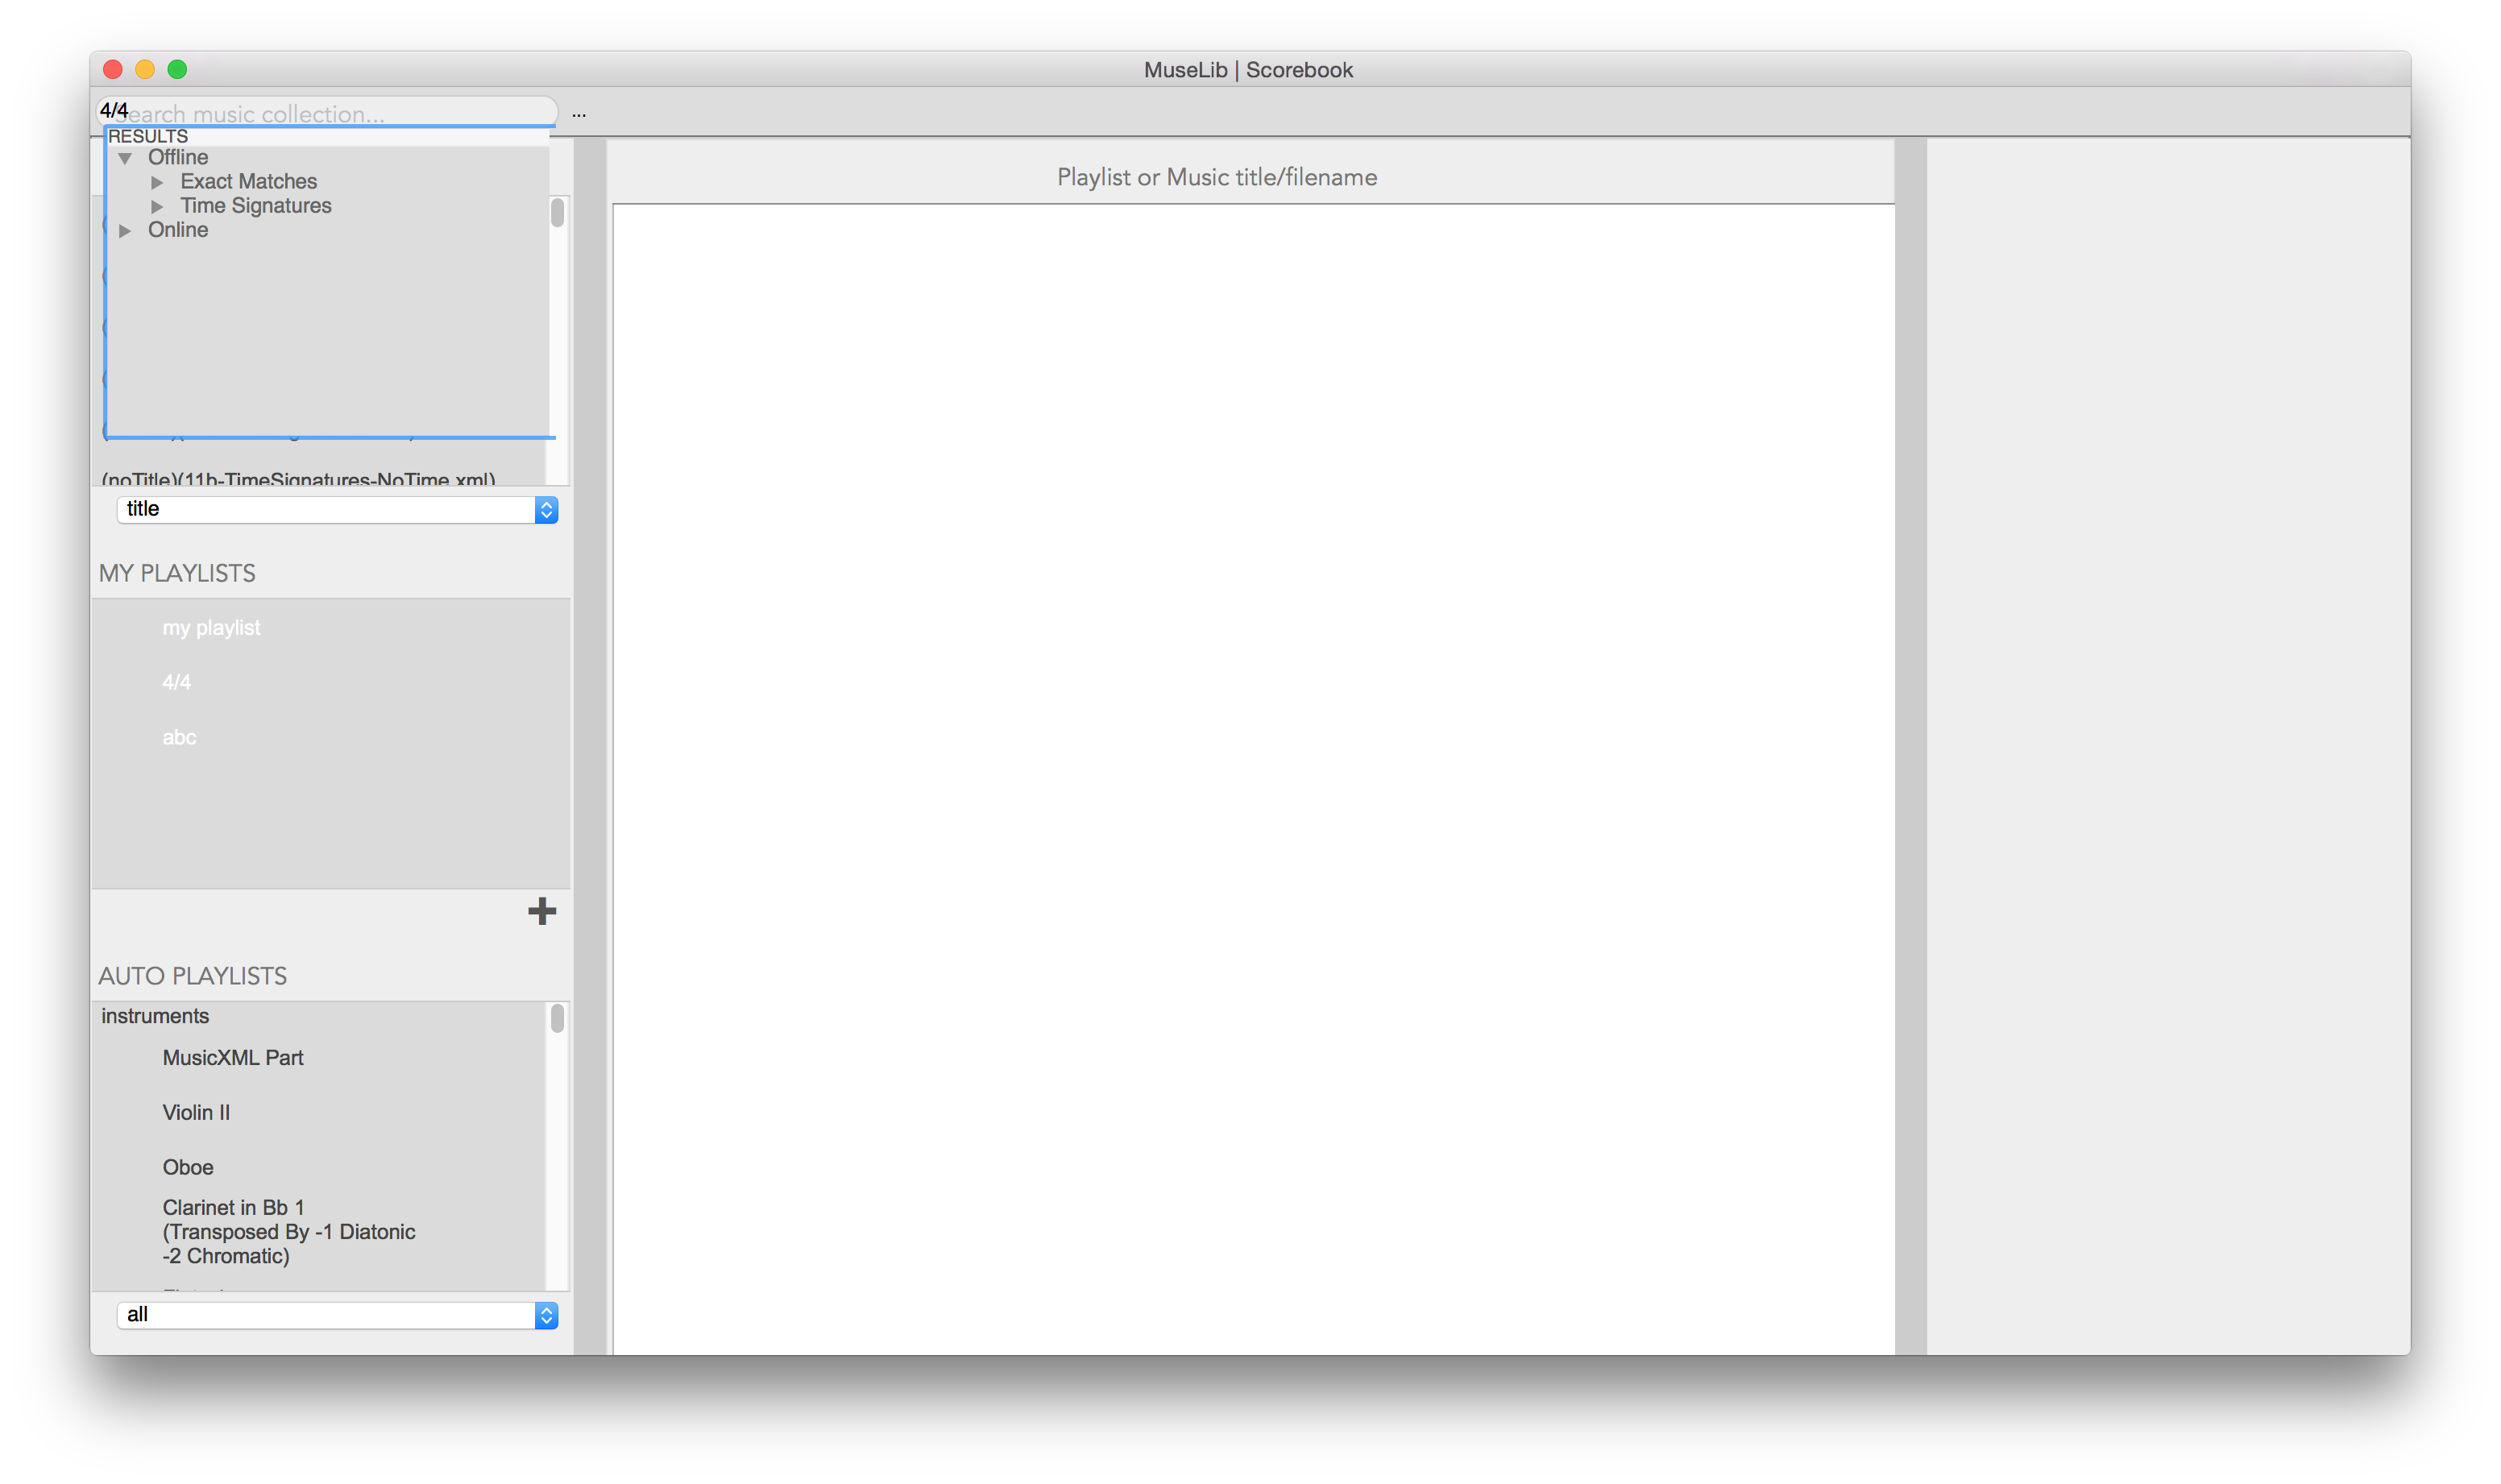 MuseLib | Scorebook
4/4
Search music collection...
...
RESULTS
Offline
Exact Matches
Time Signatures
Online
(noTitle)(11b-TimeSignatures-NoTime.xml)
title
MY PLAYLISTS
my playlist
4/4
abc
AUTO PLAYLISTS
instruments
MusicXML Part
Violin II
Oboe
Clarinet in Bb 1
(Transposed By -1 Diatonic
-2 Chromatic)
all
Playlist or Music title/filename